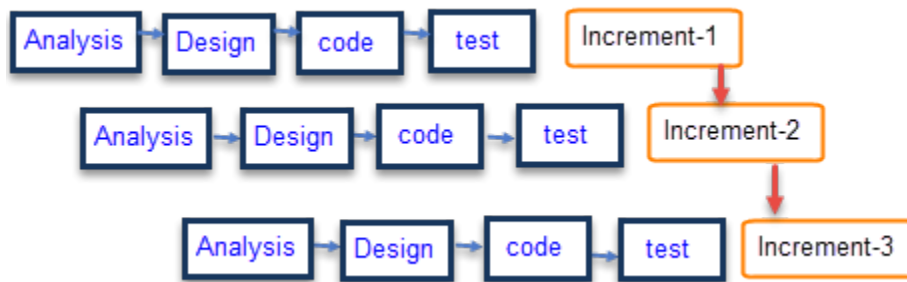 Analysis Design code test Increment-1
Analysis Design code test Increment-2
Analysis Design code test Increment-3